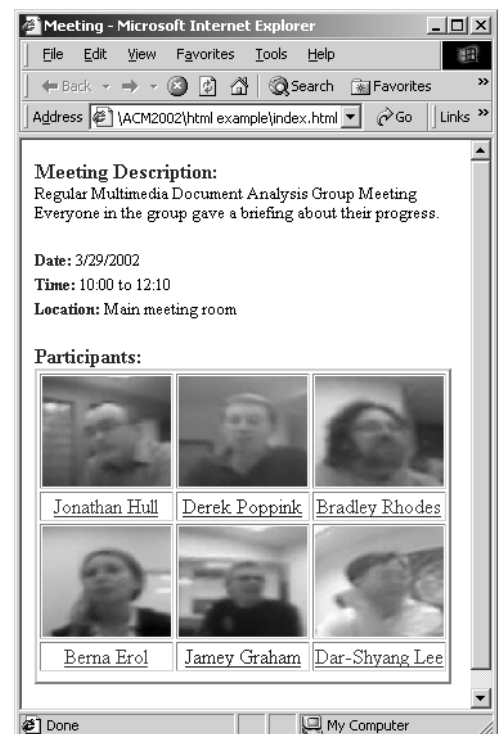 Meeting - Microsoft Internet Explorer
File Edit View Favorites Tools Help
Back Search Favorites »
Address \ACM2002\html example\index.html Go Links »
Meeting Description:
Regular Multimedia Document Analysis Group Meeting
Everyone in the group gave a briefing about their progress.
Date: 3/29/2002
Time: 10:00 to 12:10
Location: Main meeting room
Participants:
Jonathan Hull Derek Poppink Bradley Rhodes
Berna Erol Jamey Graham Dar-Shyang Lee
Done My Computer